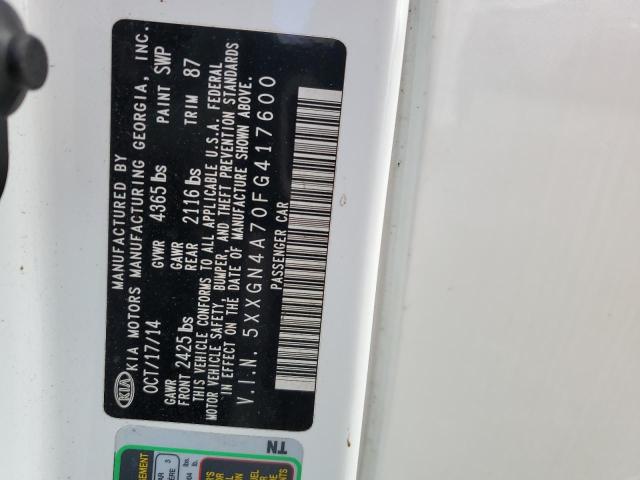 KIA
MANUFACTURED BY
KIA MOTORS MANUFACTURING GEORGIA, INC.
OCT/17/14 GVWR 4365 lbs PAINT SWP
GAWR GAWR
FRONT 2425 lbs REAR 2116 lbs TRIM 87
THIS VEHICLE CONFORMS TO ALL APPLICABLE U.S.A. FEDERAL
MOTOR VEHICLE SAFETY, BUMPER, AND THEFT PREVENTION STANDARDS
IN EFFECT ON THE DATE OF MANUFACTURE SHOWN ABOVE.
V.I.N. 5XXGN4A70FG417600
PASSENGER CAR
TN